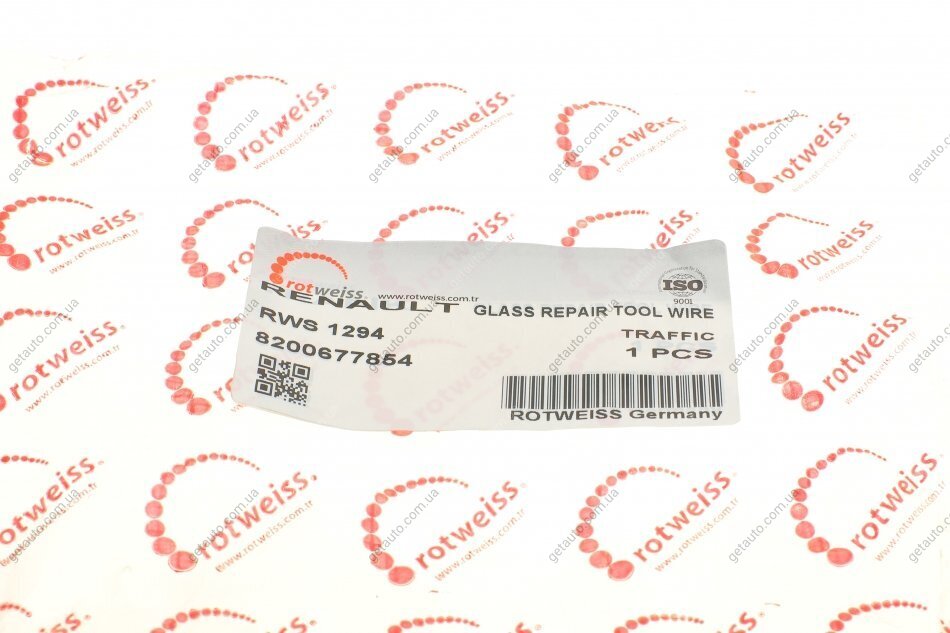 rotweiss.
www.rotweiss.com.tr
ISO
9001
RENAULT
GLASS REPAIR TOOL WIRE
RWS 1294
TRAFFIC
8200677854
1 PCS
ROTWEISS Germany
rotweiss.
www.rotweiss.com.tr
getauto.com.ua